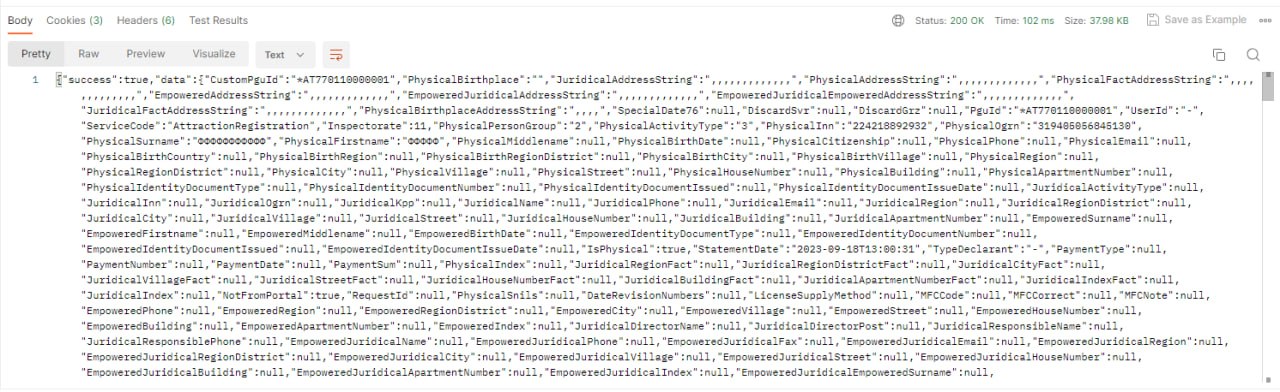 Body Cookies (3) Headers (6) Test Results Status: 200 OK Time: 102 ms Size: 37.98 KB Save as Example
Pretty Raw Preview Visualize Text
1 {"success":true,"data":{"CustomPguId":"*AT770110000001","PhysicalBirthplace":"","JuridicalAddressString":",,,,,,,,,,,,,","PhysicalAddressString":",,,,,,,,,,,,,","PhysicalFactAddressString":",,,,
,,,,,,,,,","EmpoweredAddressString":",,,,,,,,,,,,,","EmpoweredJuridicalAddressString":",,,,,,,,,,,,,","EmpoweredJuridicalEmpoweredAddressString":",,,,,,,,,,,,,",
"JuridicalFactAddressString":",,,,,,,,,,,,,","PhysicalBirthplaceAddressString":",,,,","SpecialDate76":null,"DiscardSvr":null,"DiscardGrz":null,"PguId":"*AT770110000001","UserId":"-",
"ServiceCode":"AttractionRegistration","Inspectorate":11,"PhysicalPersonGroup":"2","PhysicalActivityType":"3","PhysicalInn":"224218892932","PhysicalOgrn":"319405056845130",
"PhysicalSurname":"ФФФФФФФФФФФ","PhysicalFirstname":"ФФФФФ","PhysicalMiddlename":null,"PhysicalBirthDate":null,"PhysicalCitizenship":null,"PhysicalPhone":null,"PhysicalEmail":null,
"PhysicalBirthCountry":null,"PhysicalBirthRegion":null,"PhysicalBirthRegionDistrict":null,"PhysicalBirthCity":null,"PhysicalBirthVillage":null,"PhysicalRegion":null,
"PhysicalRegionDistrict":null,"PhysicalCity":null,"PhysicalVillage":null,"PhysicalStreet":null,"PhysicalHouseNumber":null,"PhysicalBuilding":null,"PhysicalApartmentNumber":null,
"PhysicalIdentityDocumentType":null,"PhysicalIdentityDocumentNumber":null,"PhysicalIdentityDocumentIssued":null,"PhysicalIdentityDocumentIssueDate":null,"JuridicalActivityType":null,
"JuridicalInn":null,"JuridicalOgrn":null,"JuridicalKpp":null,"JuridicalName":null,"JuridicalPhone":null,"JuridicalEmail":null,"JuridicalRegion":null,"JuridicalRegionDistrict":null,
"JuridicalCity":null,"JuridicalVillage":null,"JuridicalStreet":null,"JuridicalHouseNumber":null,"JuridicalBuilding":null,"JuridicalApartmentNumber":null,"EmpoweredSurname":null,
"EmpoweredFirstname":null,"EmpoweredMiddlename":null,"EmpoweredBirthDate":null,"EmpoweredIdentityDocumentType":null,"EmpoweredIdentityDocumentNumber":null,
"EmpoweredIdentityDocumentIssued":null,"EmpoweredIdentityDocumentIssueDate":null,"IsPhysical":true,"StatementDate":"2023-09-18T13:00:31","TypeDeclarant":"-","PaymentType":null,
"PaymentNumber":null,"PaymentDate":null,"PaymentSum":null,"PhysicalIndex":null,"JuridicalRegionFact":null,"JuridicalRegionDistrictFact":null,"JuridicalCityFact":null,
"JuridicalVillageFact":null,"JuridicalStreetFact":null,"JuridicalHouseNumberFact":null,"JuridicalBuildingFact":null,"JuridicalApartmentNumberFact":null,"JuridicalIndexFact":null,
"JuridicalIndex":null,"NotFromPortal":true,"RequestId":null,"PhysicalSnils":null,"DateRevisionNumbers":null,"LicenseSupplyMethod":null,"MFCCode":null,"MFCCorrect":null,"MFCNote":null,
"EmpoweredPhone":null,"EmpoweredRegion":null,"EmpoweredRegionDistrict":null,"EmpoweredCity":null,"EmpoweredVillage":null,"EmpoweredStreet":null,"EmpoweredHouseNumber":null,
"EmpoweredBuilding":null,"EmpoweredApartmentNumber":null,"EmpoweredIndex":null,"JuridicalDirectorName":null,"JuridicalDirectorPost":null,"JuridicalResponsibleName":null,
"JuridicalResponsiblePhone":null,"EmpoweredJuridicalName":null,"EmpoweredJuridicalPhone":null,"EmpoweredJuridicalFax":null,"EmpoweredJuridicalEmail":null,"EmpoweredJuridicalRegion":null,
"EmpoweredJuridicalRegionDistrict":null,"EmpoweredJuridicalCity":null,"EmpoweredJuridicalVillage":null,"EmpoweredJuridicalStreet":null,"EmpoweredJuridicalHouseNumber":null,
"EmpoweredJuridicalBuilding":null,"EmpoweredJuridicalApartmentNumber":null,"EmpoweredJuridicalIndex":null,"EmpoweredJuridicalEmpoweredSurname":null,